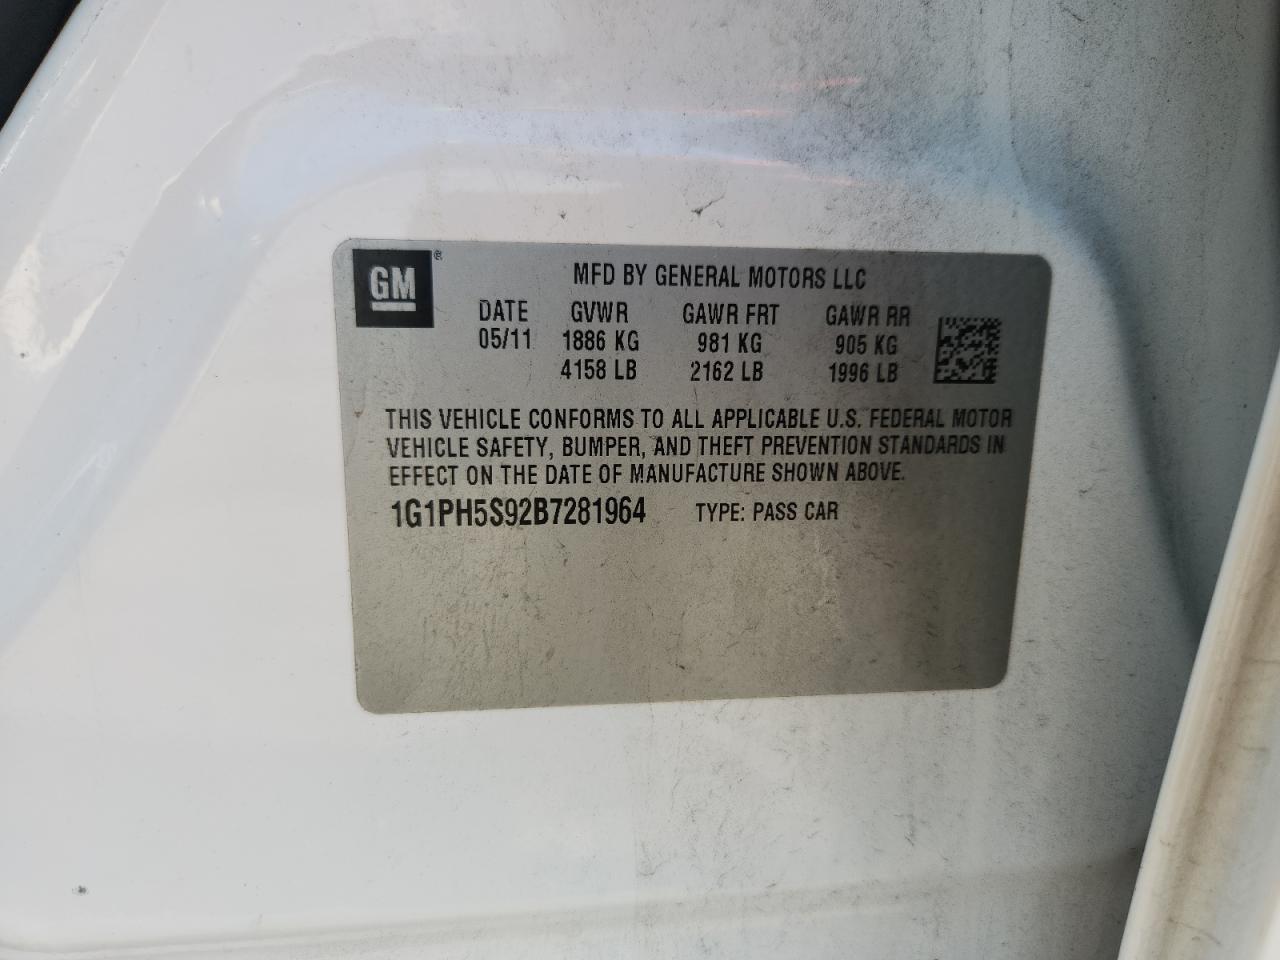 GM®
MFD BY GENERAL MOTORS LLC
DATE GVWR GAWR FRT GAWR RR
05/11 1886 KG 981 KG 905 KG
4158 LB 2162 LB 1996 LB
THIS VEHICLE CONFORMS TO ALL APPLICABLE U.S. FEDERAL MOTOR
VEHICLE SAFETY, BUMPER, AND THEFT PREVENTION STANDARDS IN
EFFECT ON THE DATE OF MANUFACTURE SHOWN ABOVE.
1G1PH5S92B7281964 TYPE: PASS CAR